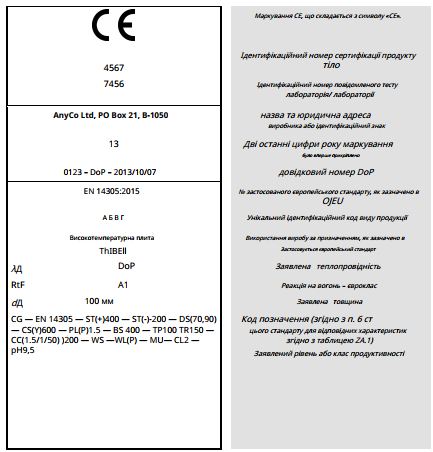 CE
4567
7456
AnyCo Ltd, PO Box 21, B-1050
13
0123 – DoP – 2013/10/07
EN 14305:2015
А Б В Г
Високотемпературна плита
ThIBEll
λД DoP
RtF A1
dД 100 мм
CG — EN 14305 — ST(+)400 — ST(-)-200 — DS(70,90)
— CS(Y)600 — PL(P)1.5 — BS 400 — TP100 TR150 —
CC(1.5/1/50) )200 — WS —WL(P) — MU— CL2 —
pH9,5
Маркування СЕ, що складається з символу «СЕ».
Ідентифікаційний номер сертифікації продукту
тіло
Ідентифікаційний номер повідомленого тесту
лабораторія/ лабораторії
назва та юридична адреса
виробника або ідентифікаційний знак
Дві останні цифри року маркування
було вперше прикріплено
довідковий номер DoP
№ застосованого європейського стандарту, як зазначено в
OJEU
Унікальний ідентифікаційний код виду продукції
Використання виробу за призначенням, як зазначено в
Застосовується європейський стандарт
Заявлена теплопровідність
Реакція на вогонь – євроклас
Заявлена товщина
Код позначення (згідно з п. 6 ст
цього стандарту для відповідних характеристик
згідно з таблицею ZA.1)
Заявлений рівень або клас продуктивності